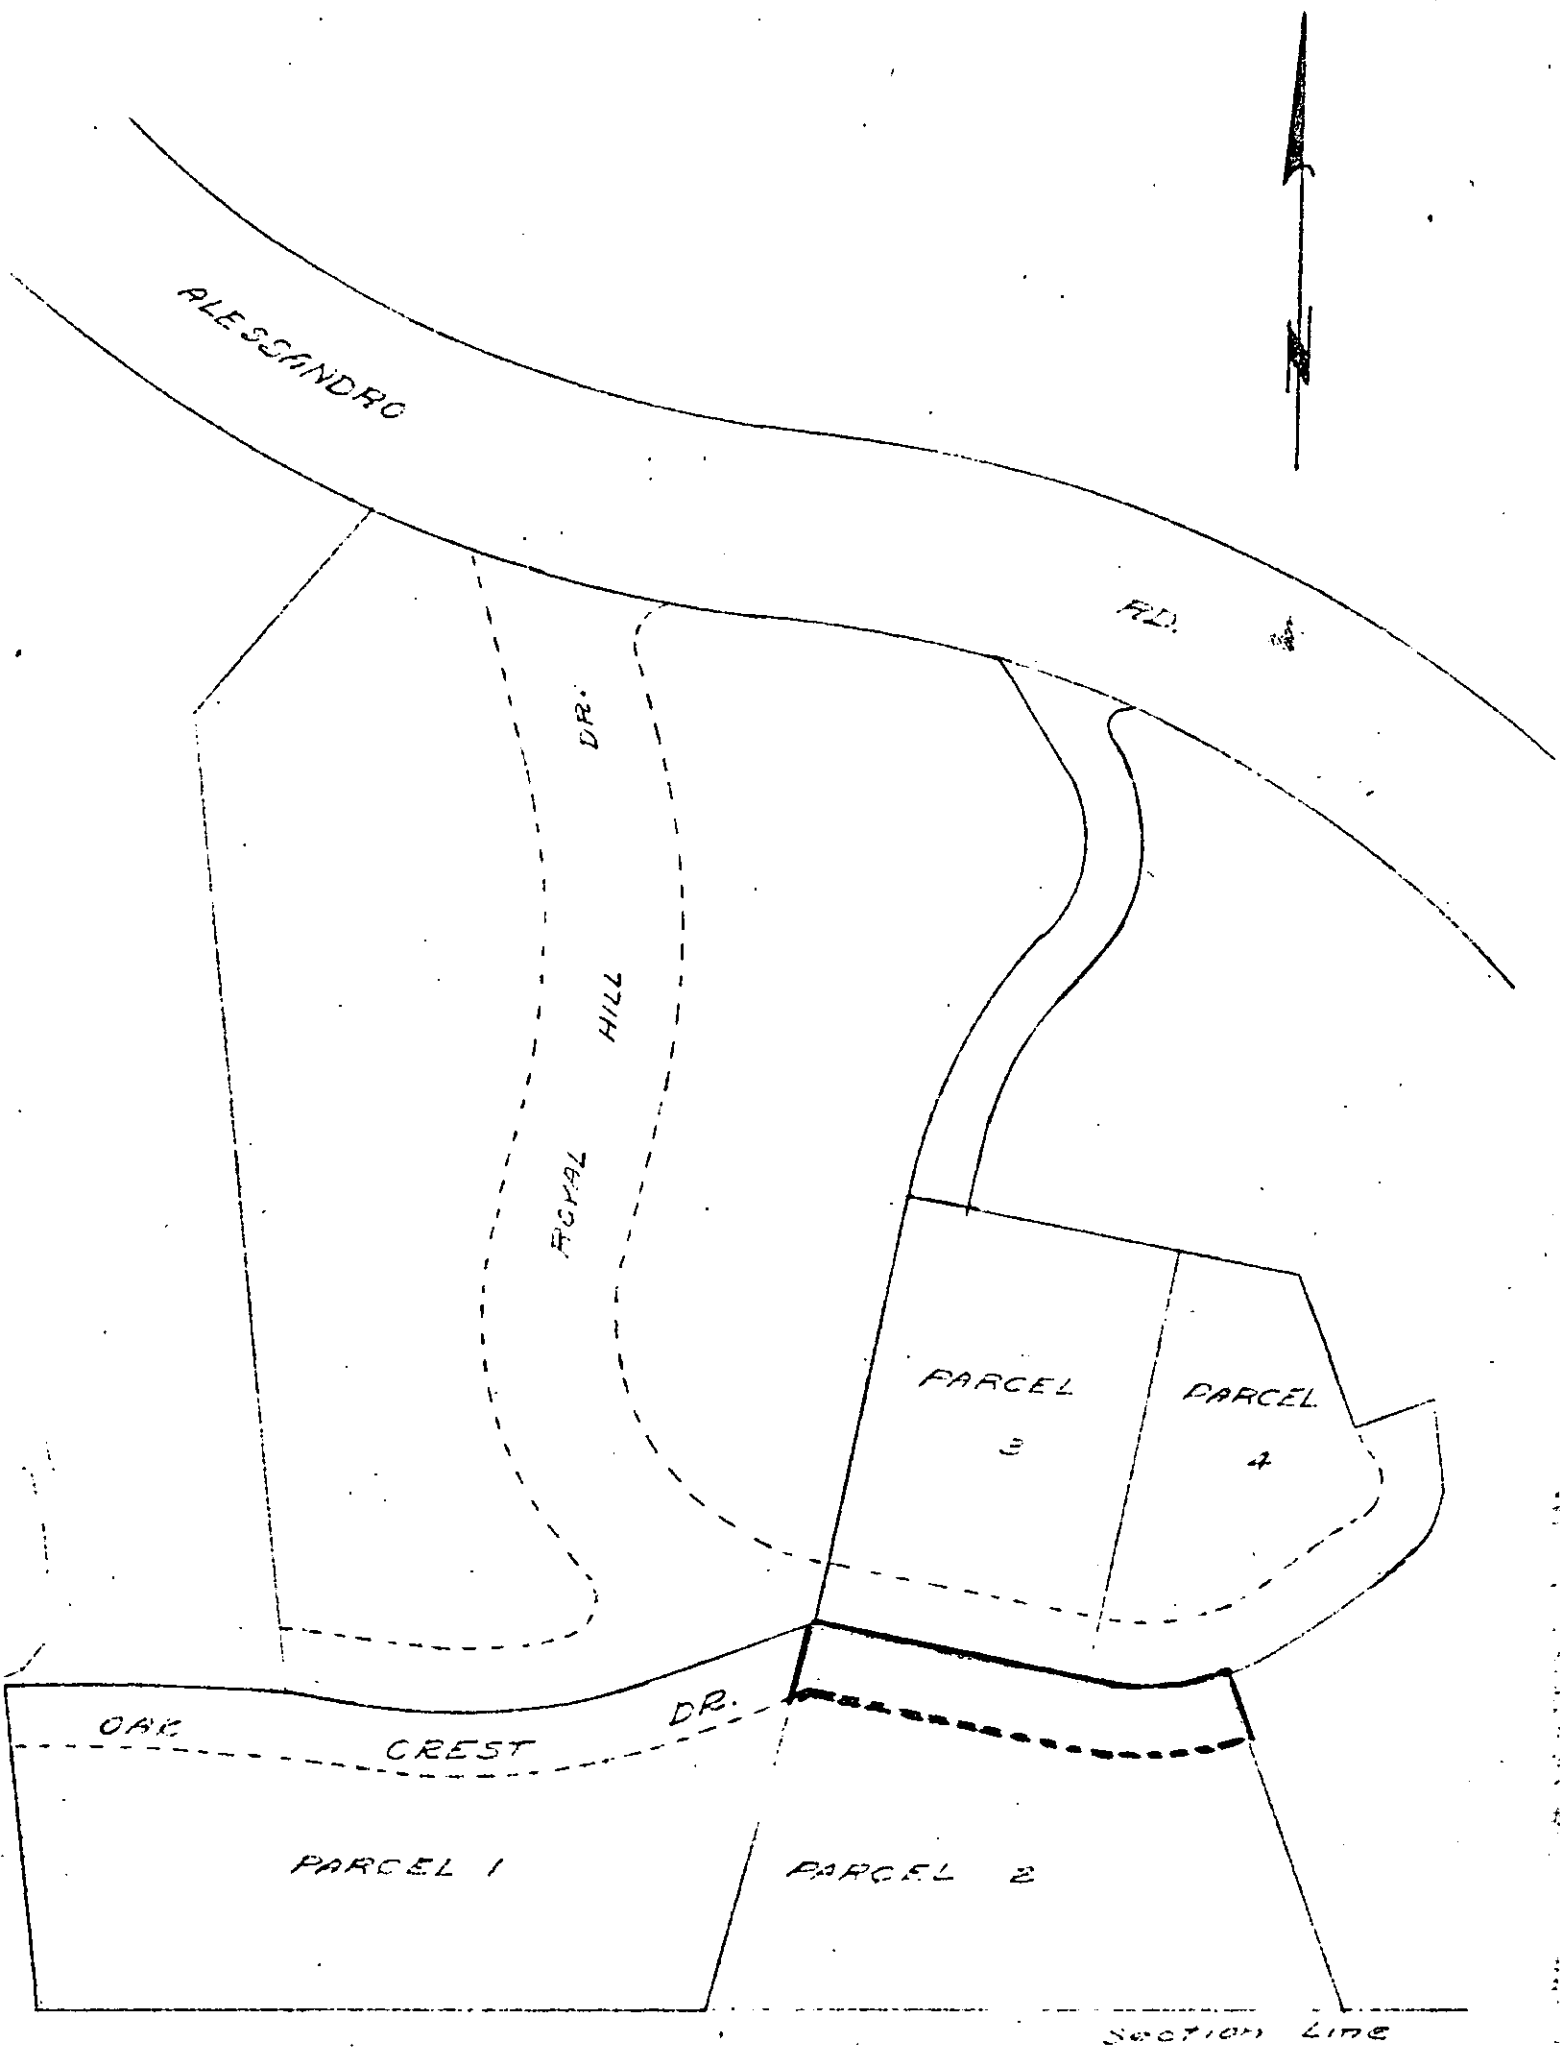 N
ALESSANDRO
RD.
DR.
HILL
ROYAL
PARCEL
3
PARCEL
4
OAK
CREST
DR.
PARCEL 1
PARCEL 2
Section Line